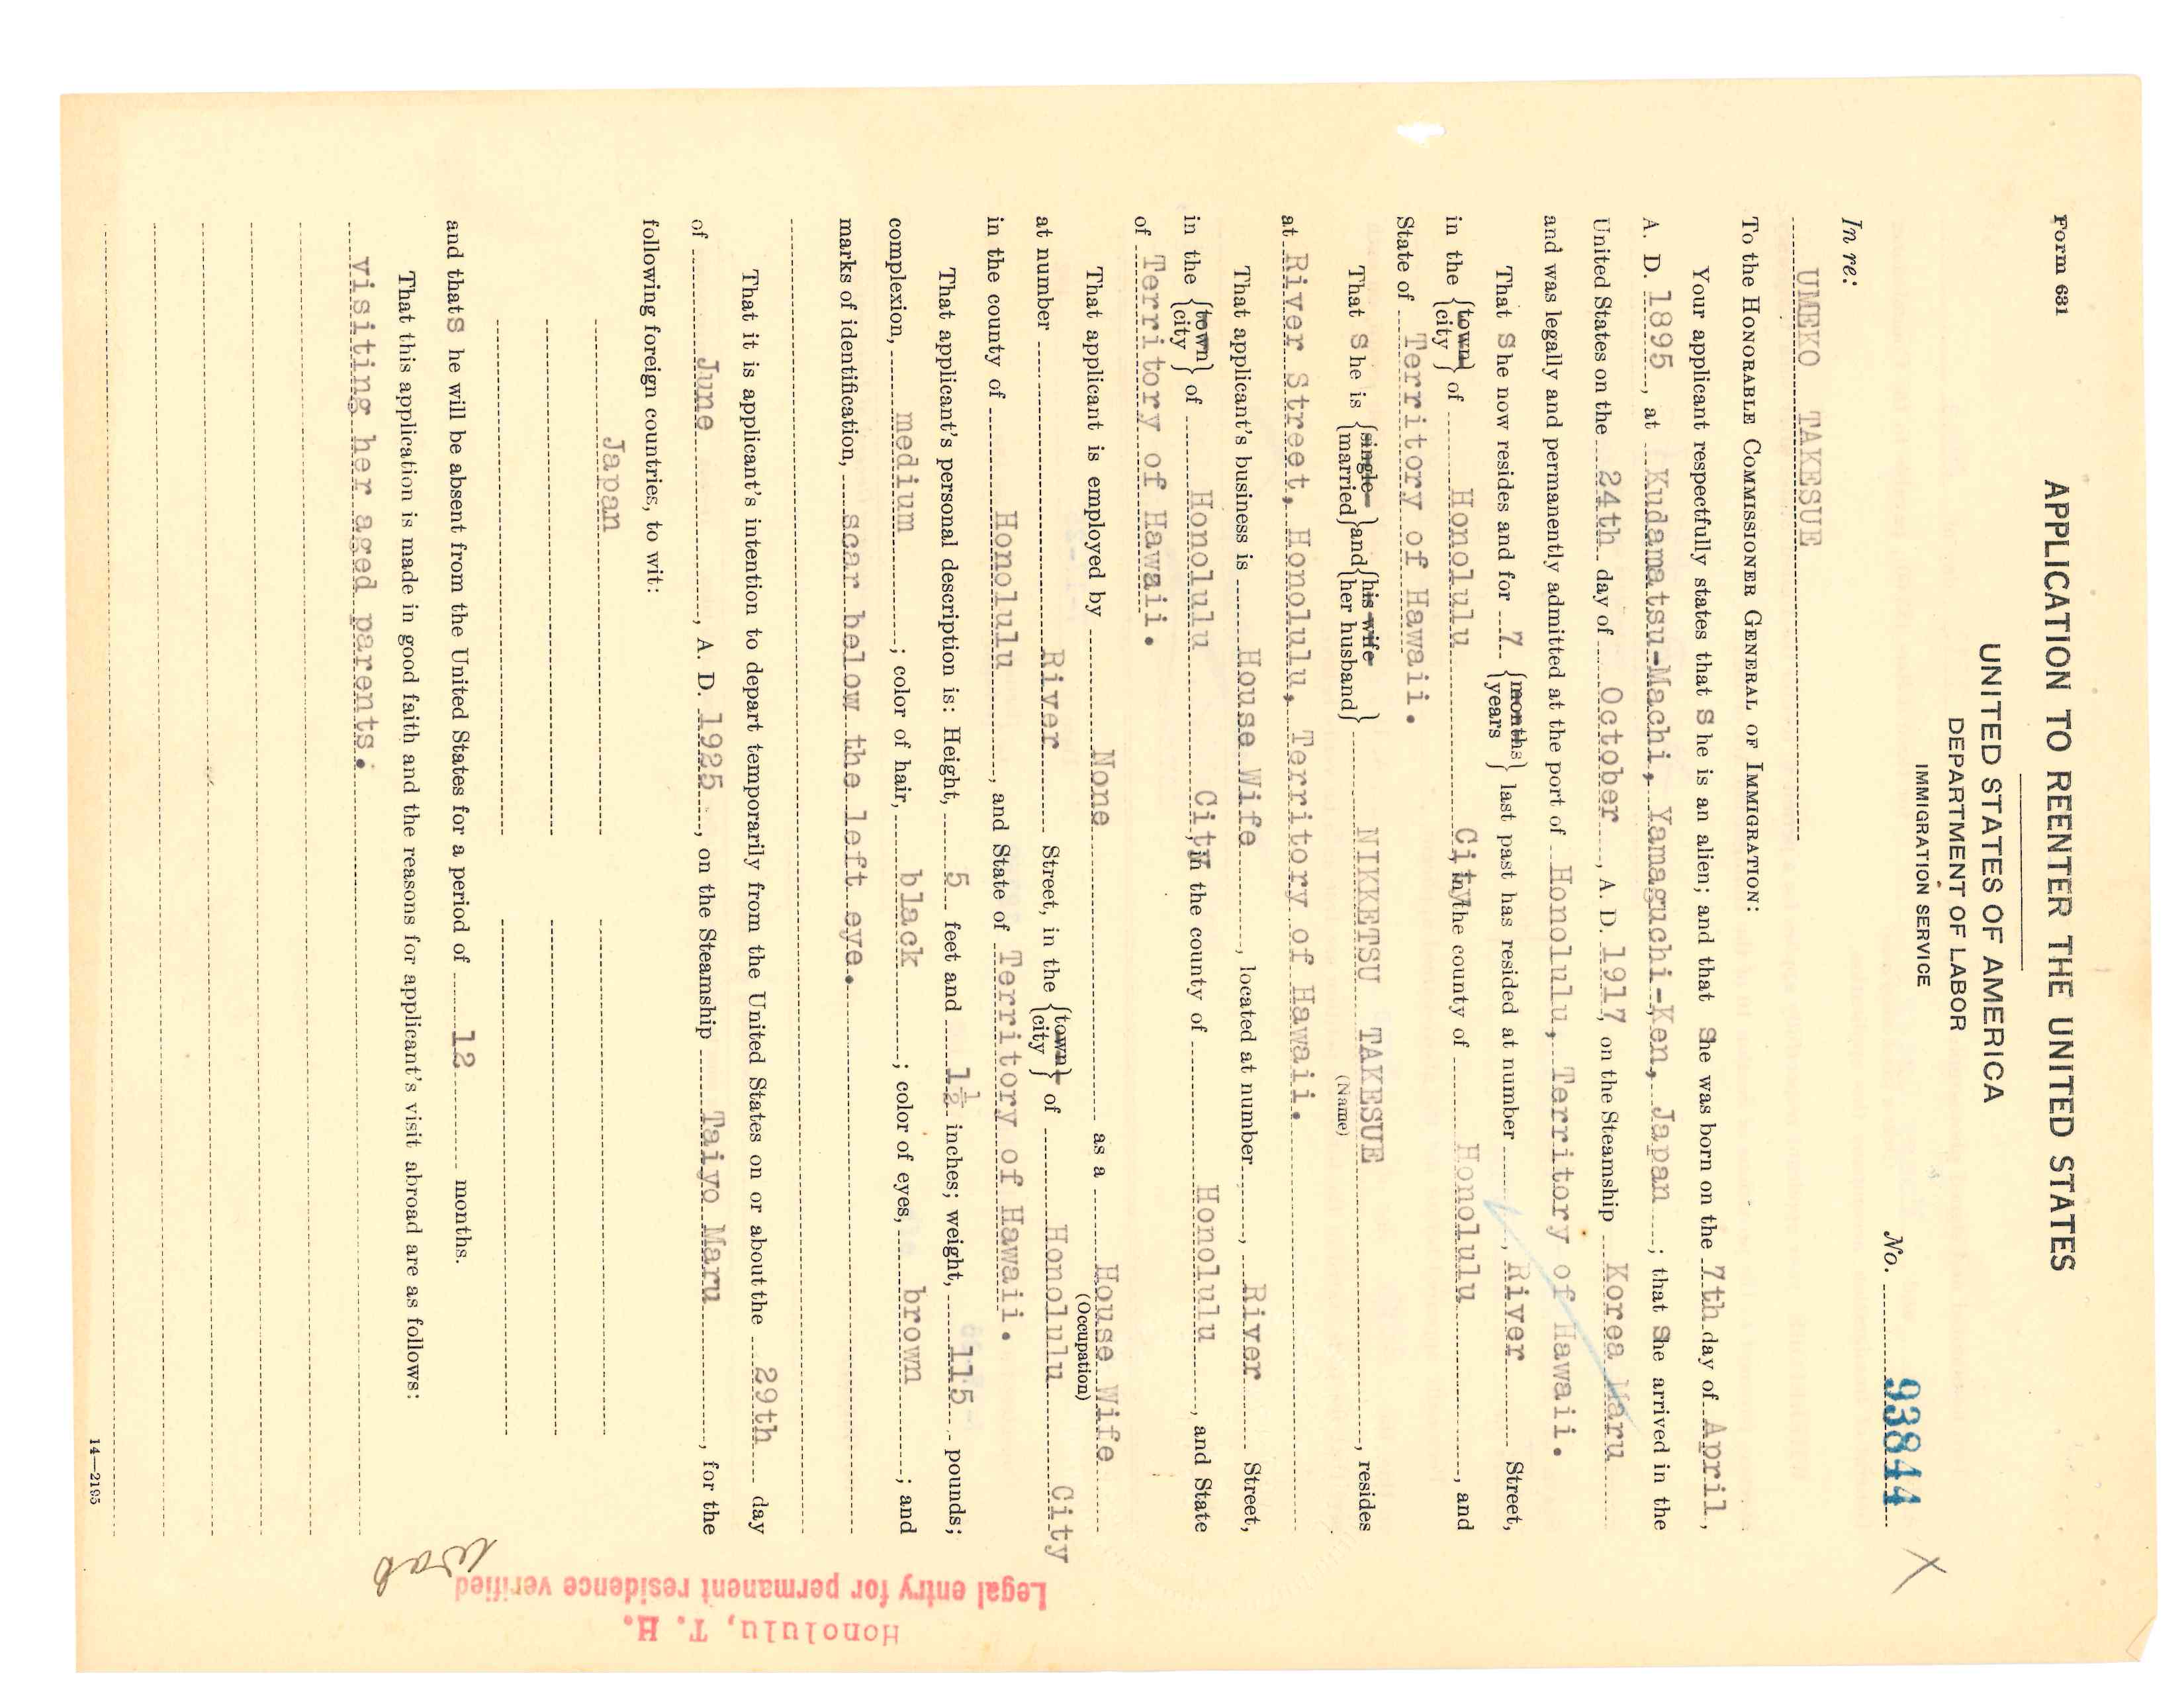 Form 631
APPLICATION TO REENTER THE UNITED STATES
UNITED STATES OF AMERICA
DEPARTMENT OF LABOR
IMMIGRATION SERVICE
No. 93844 X
In re:
UMEKO TAKESUE
To the HONORABLE COMMISSIONER GENERAL OF IMMIGRATION:
Your applicant respectfully states that S he is an alien; and that She was born on the 7th day of April,
A. D. 1895, at Kudamatsu-Machi, Yamaguchi-Ken, Japan; that She arrived in the
United States on the 24th day of October, A. D. 1917, on the Steamship Korea Maru
and was legally and permanently admitted at the port of Honolulu, Territory of Hawaii.
That S he now resides and for 7 {months years} last past has resided at number , River Street,
in the {town city} of Honolulu City in the county of Honolulu, and
State of Territory of Hawaii.
That S he is {single married} and {his wife her husband} NIKKETSU TAKESUE, resides
(Name)
at River Street, Honolulu, Territory of Hawaii.
That applicant's business is House Wife, located at number , River Street,
in the {town city} of Honolulu City, in the county of Honolulu, and State
of Territory of Hawaii.
That applicant is employed by None as a House Wife
(Occupation)
at number River Street, in the {town city} of Honolulu City
in the county of Honolulu, and State of Territory of Hawaii.
That applicant's personal description is: Height, 5 feet and 1½ inches; weight, 115 pounds;
complexion, medium; color of hair, black; color of eyes, brown; and
marks of identification, scar below the left eye.
That it is applicant's intention to depart temporarily from the United States on or about the 29th day
of June, A. D. 1925, on the Steamship Taiyo Maru, for the
following foreign countries, to wit:
Japan
and that S he will be absent from the United States for a period of 12 months.
That this application is made in good faith and the reasons for applicant's visit abroad are as follows:
visiting her aged parents.
14—2195
Honolulu, T. H.
Legal entry for permanent residence verified